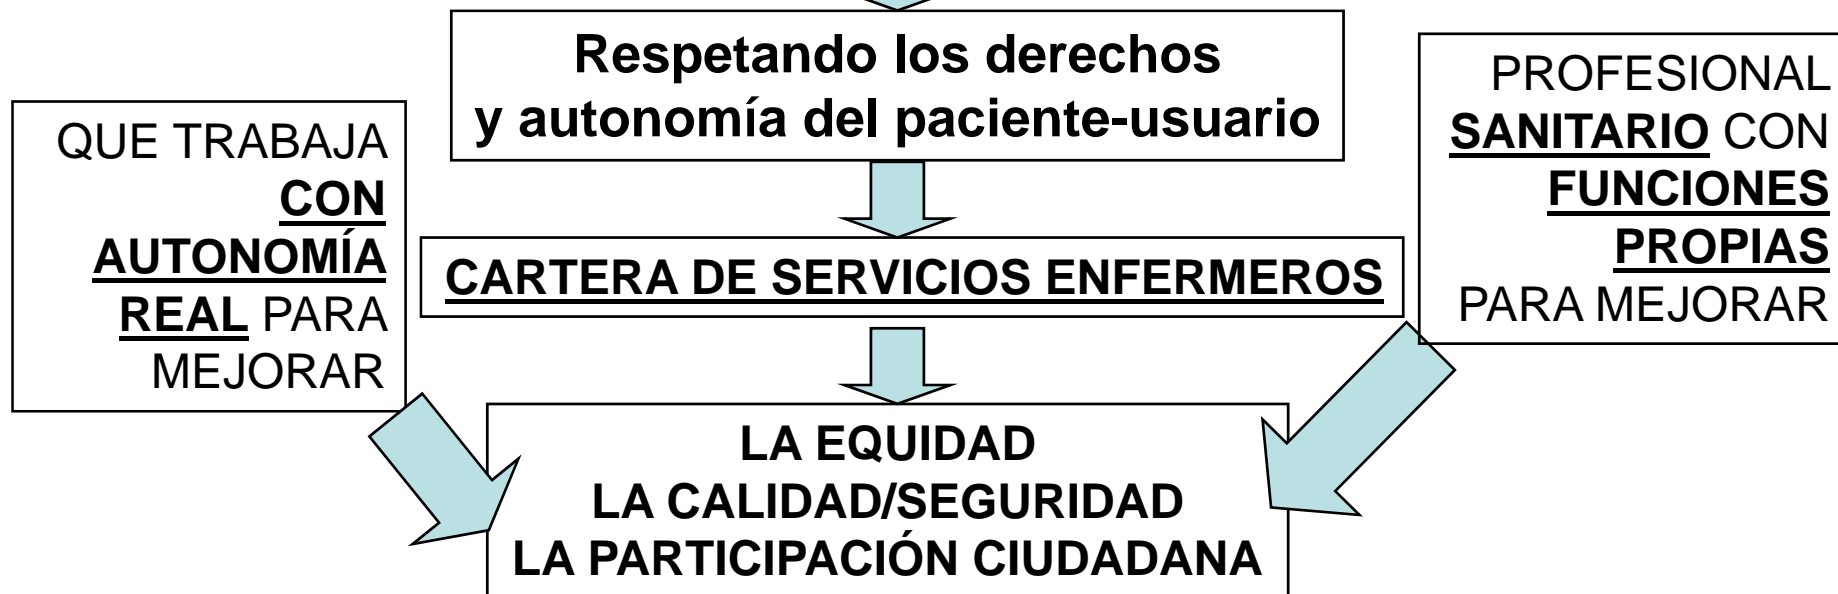 Respetando los derechos
y autonomía del paciente-usuario
QUE TRABAJA
CON
AUTONOMÍA
REAL PARA
MEJORAR
PROFESIONAL
SANITARIO CON
FUNCIONES
PROPIAS
PARA MEJORAR
CARTERA DE SERVICIOS ENFERMEROS
LA EQUIDAD
LA CALIDAD/SEGURIDAD
LA PARTICIPACIÓN CIUDADANA